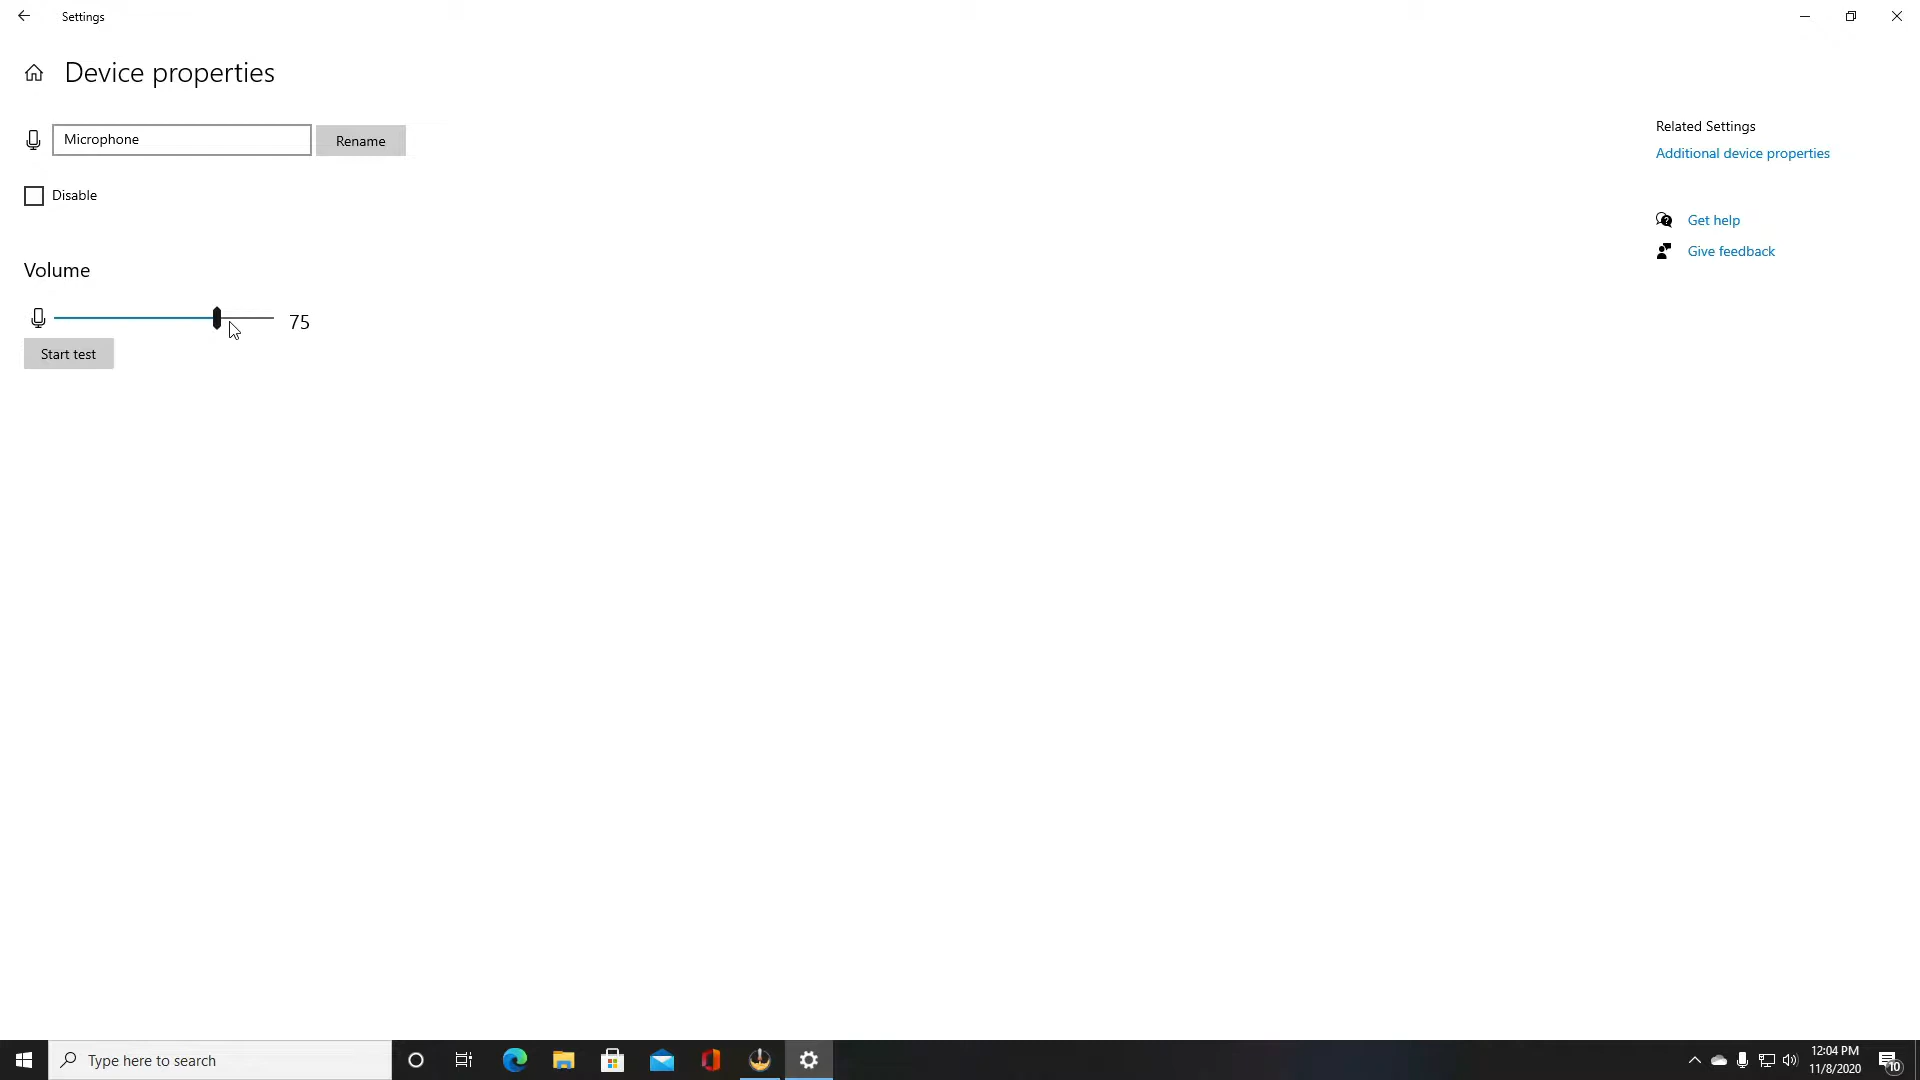 Settings
Device properties
Microphone
Rename
Disable
Volume
75
Start test
Related Settings
Additional device properties
Get help
Give feedback
Type here to search
12:04 PM
11/8/2020
10